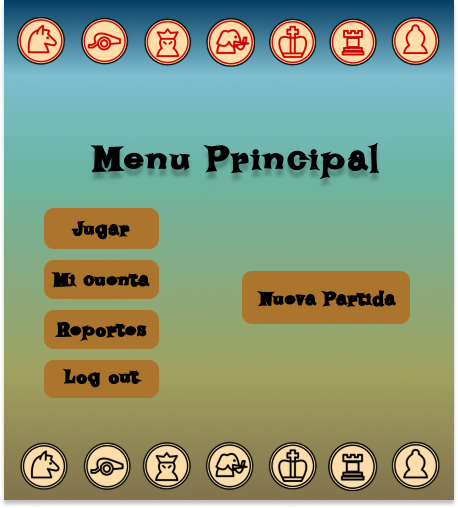 Menu Principal
Jugar
Mi cuenta
Reportes
Log out
Nueva Partida